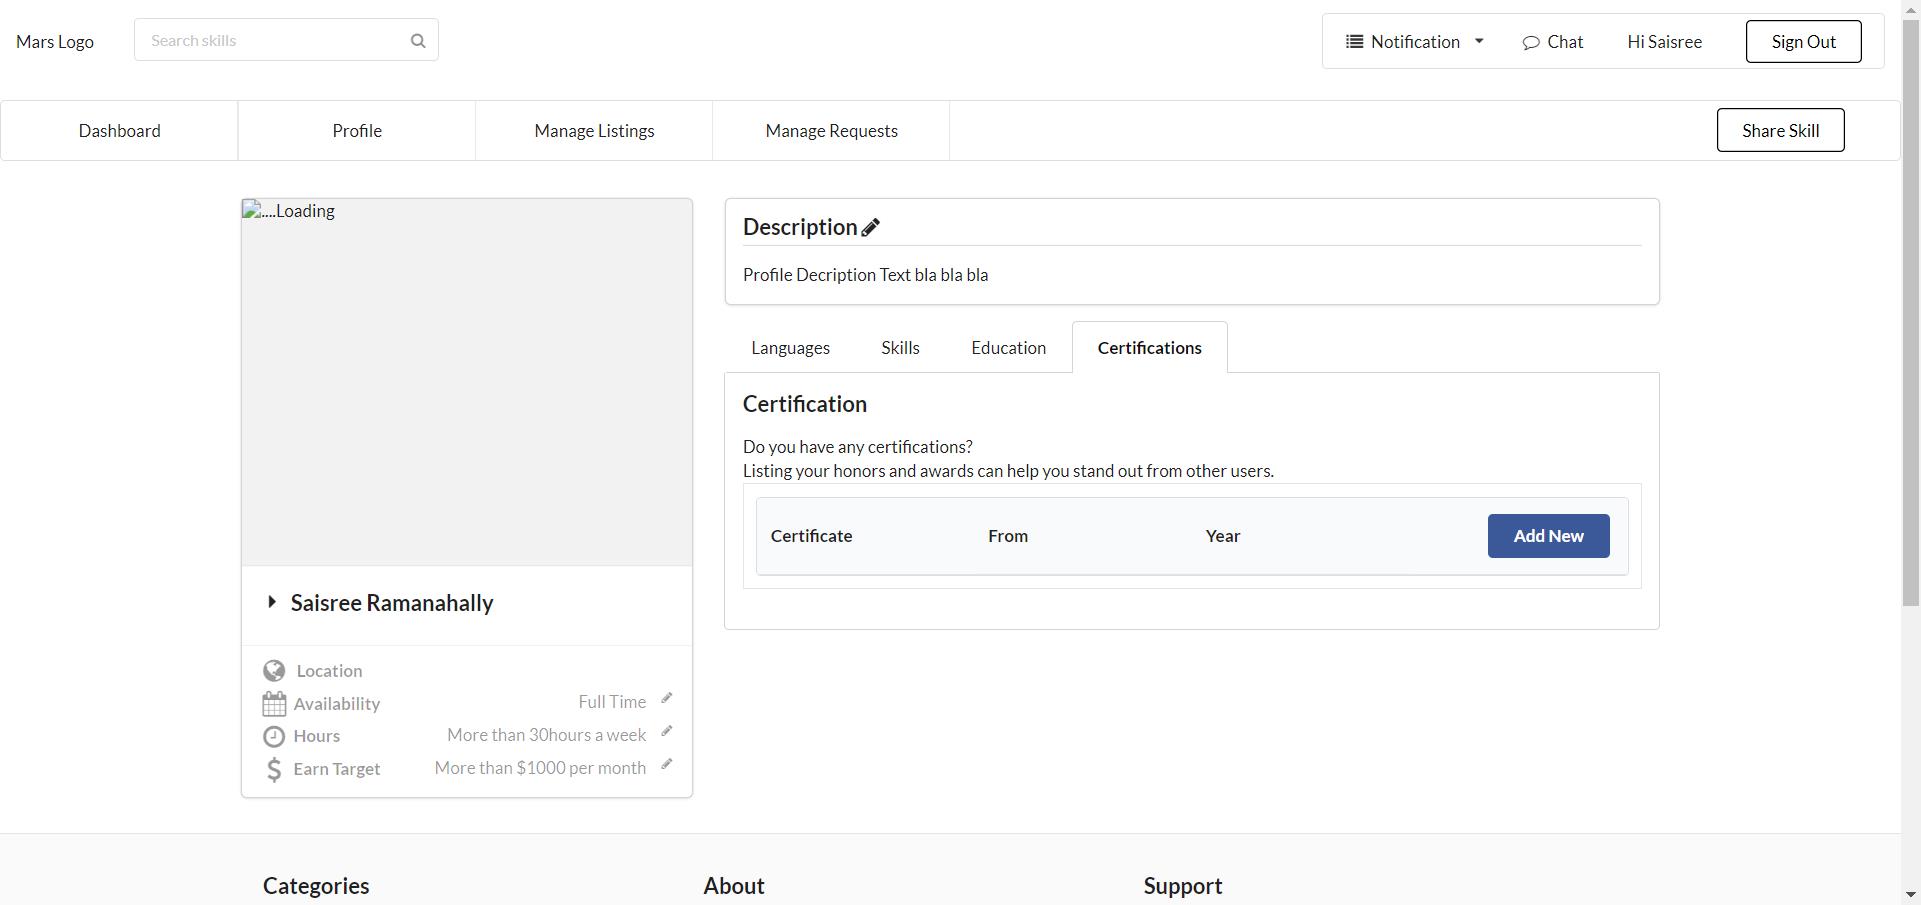 Mars Logo
Search skills
Notification
Chat
Hi Saisree
Sign Out
Dashboard
Profile
Manage Listings
Manage Requests
Share Skill
....Loading
Saisree Ramanahally
Location
Availability Full Time
Hours More than 30hours a week
Earn Target More than $1000 per month
Description
Profile Decription Text bla bla bla
Languages
Skills
Education
Certifications
Certification
Do you have any certifications?
Listing your honors and awards can help you stand out from other users.
Certificate From Year Add New
Categories
About
Support